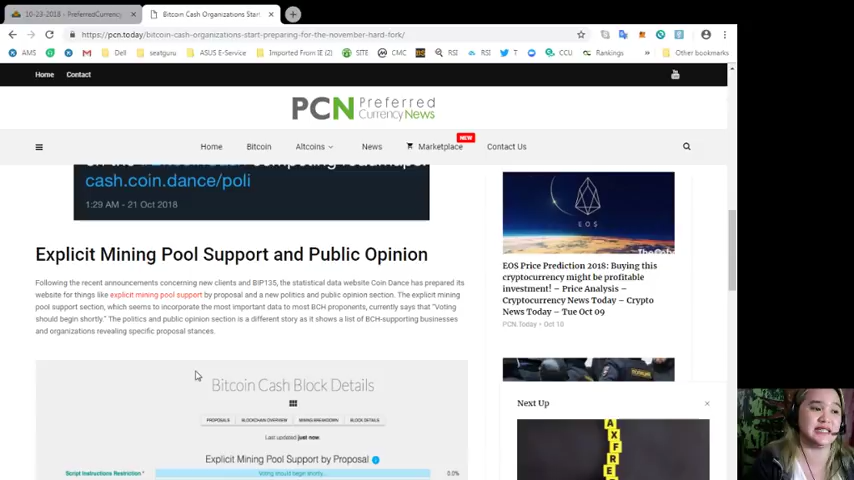 10-23-2018 - PreferredCurrency
Bitcoin Cash Organizations Start
https://pcn.today/bitcoin-cash-organizations-start-preparing-for-the-november-hard-fork/
AMS
Dell
seatguru
ASUS E-Service
Imported From IE (2)
SITE
CMC
RSI
RSI
T
CCU
Rankings
Other bookmarks
Home
Contact
PCN Preferred Currency News
Home
Bitcoin
Altcoins
News
Marketplace
NEW
Contact Us
cash.coin.dance/poli
1:29 AM - 21 Oct 2018
Explicit Mining Pool Support and Public Opinion
Following the recent announcements concerning new clients and BIP135, the statistical data website Coin Dance has prepared its
website for things like explicit mining pool support by proposal and a new politics and public opinion section. The explicit mining
pool support section, which seems to incorporate the most important data to most BCH proponents, currently says that "Voting
should begin shortly." The politics and public opinion section is a different story as it shows a list of BCH-supporting businesses
and organizations revealing specific proposal stances.
Bitcoin Cash Block Details
PROPOSALS
BLOCKCHAIN OVERVIEW
MINING BREAKDOWN
BLOCK DETAILS
Last updated just now.
Explicit Mining Pool Support by Proposal
Script Instructions Restriction
Voting should begin shortly...
0.0%
EOS
EOS Price Prediction 2018: Buying this
cryptocurrency might be profitable
investment! – Price Analysis –
Cryptocurrency News Today – Crypto
News Today – Tue Oct 09
PCN.Today • Oct 10
Next Up
AXFRE